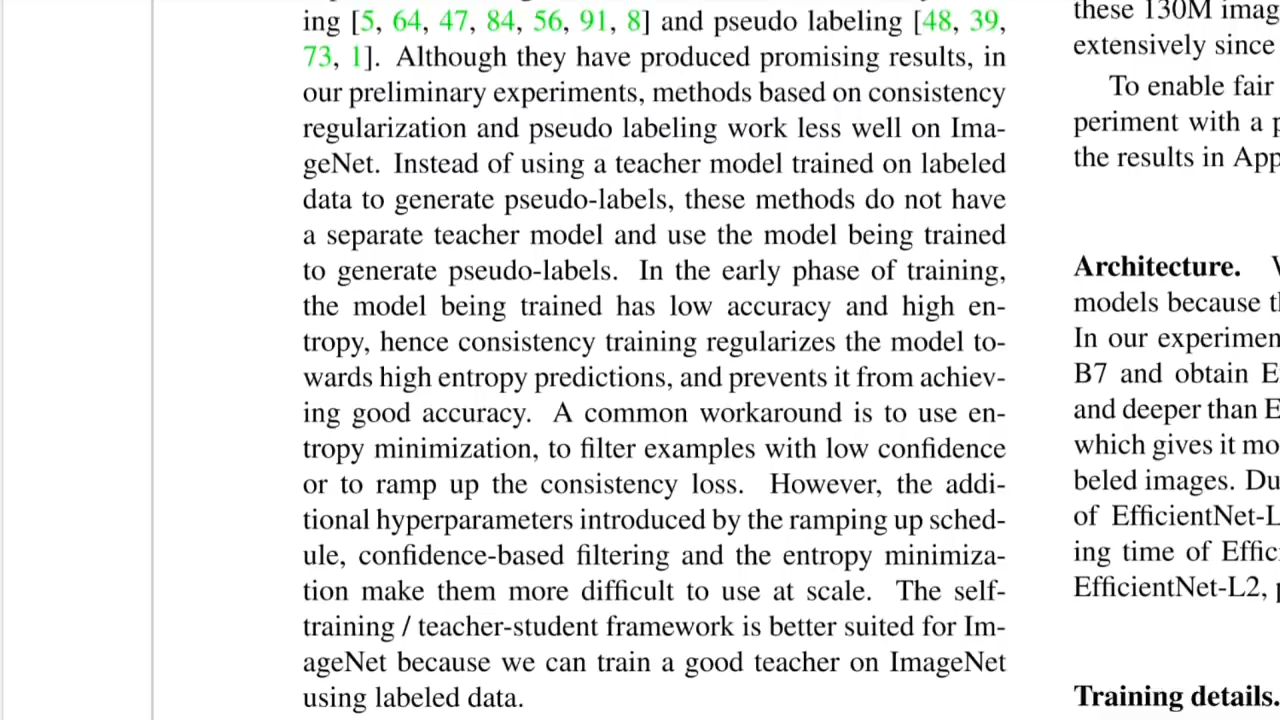 ing [5, 64, 47, 84, 56, 91, 8] and pseudo labeling [48, 39,
73, 1]. Although they have produced promising results, in
our preliminary experiments, methods based on consistency
regularization and pseudo labeling work less well on Ima-
geNet. Instead of using a teacher model trained on labeled
data to generate pseudo-labels, these methods do not have
a separate teacher model and use the model being trained
to generate pseudo-labels. In the early phase of training,
the model being trained has low accuracy and high en-
tropy, hence consistency training regularizes the model to-
wards high entropy predictions, and prevents it from achiev-
ing good accuracy. A common workaround is to use en-
tropy minimization, to filter examples with low confidence
or to ramp up the consistency loss. However, the addi-
tional hyperparameters introduced by the ramping up sched-
ule, confidence-based filtering and the entropy minimiza-
tion make them more difficult to use at scale. The self-
training / teacher-student framework is better suited for Im-
ageNet because we can train a good teacher on ImageNet
using labeled data.
these 130M imag
extensively since
To enable fair
periment with a p
the results in App
Architecture.
models because th
In our experimen
B7 and obtain E
and deeper than E
which gives it mo
beled images. Du
of EfficientNet-L
ing time of Effic
EfficientNet-L2,
Training details.